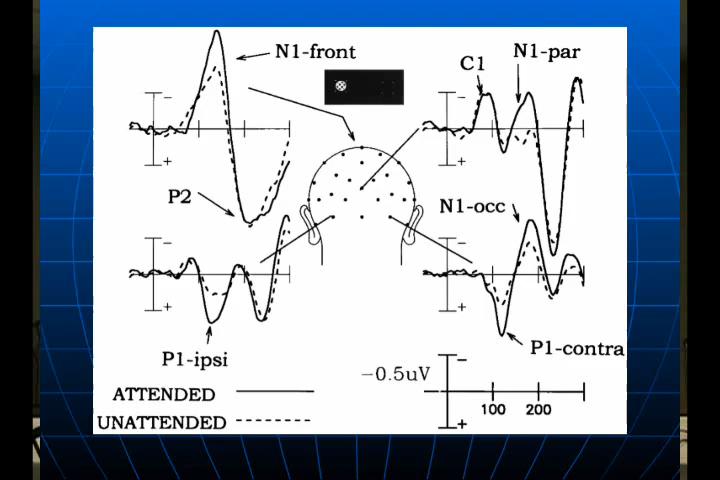 N1-front
C1
N1-par
−
+
−
+
P2
N1-occ
−
+
−
+
P1-ipsi
P1-contra
−0.5uV
−
+
100 200
ATTENDED
UNATTENDED